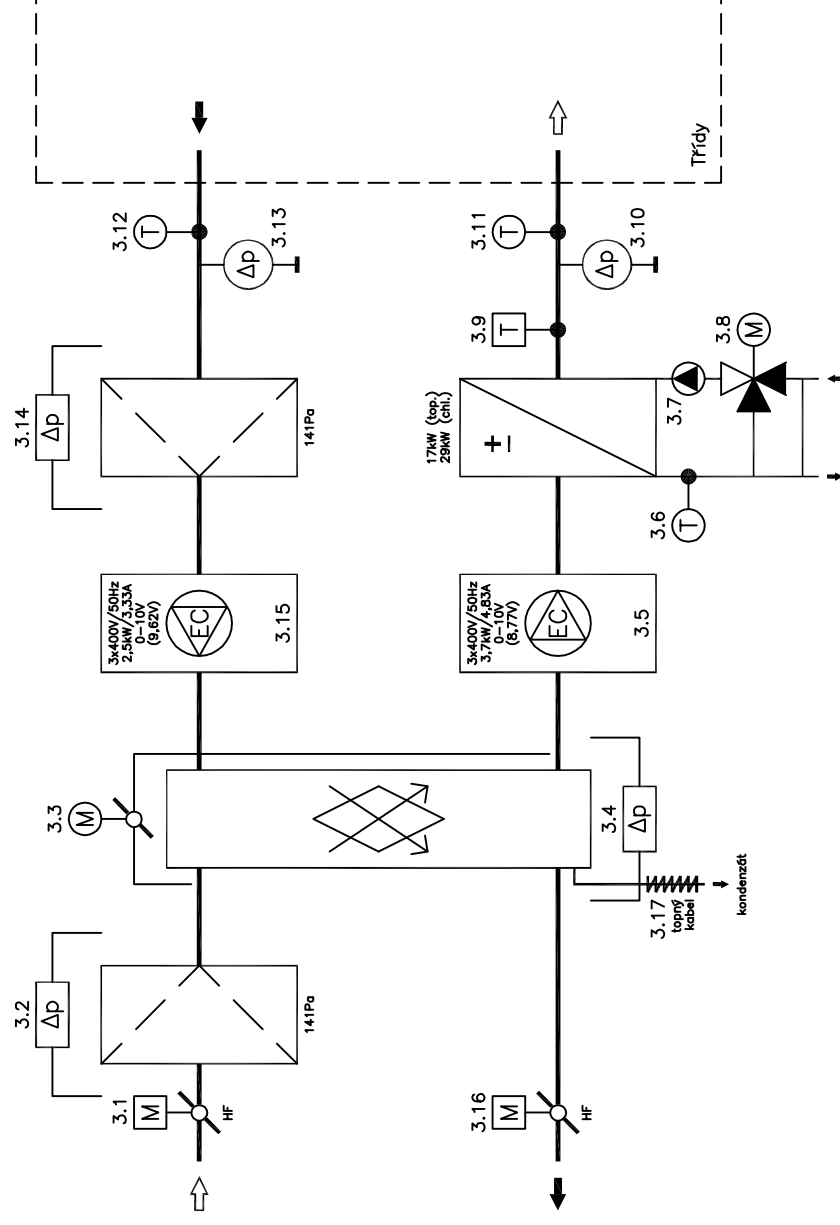 Třídy
3.12
T
3.13
Δp
3.11
T
3.10
Δp
3.9
T
3.8
M
3.7
3.14
Δp
141Pa
17kW (top.)
29kW (chl.)
+
−
3.6
T
3x400V/50Hz
2,5kW/3,33A
0−10V
(9,62V)
EC
3.15
3x400V/50Hz
3,7kW/4,83A
0−10V
(8,77V)
EC
3.5
3.3
M
3.4
Δp
3.17
topný
kabel
kondenzát
3.2
Δp
141Pa
3.1
M
HF
3.16
M
HF